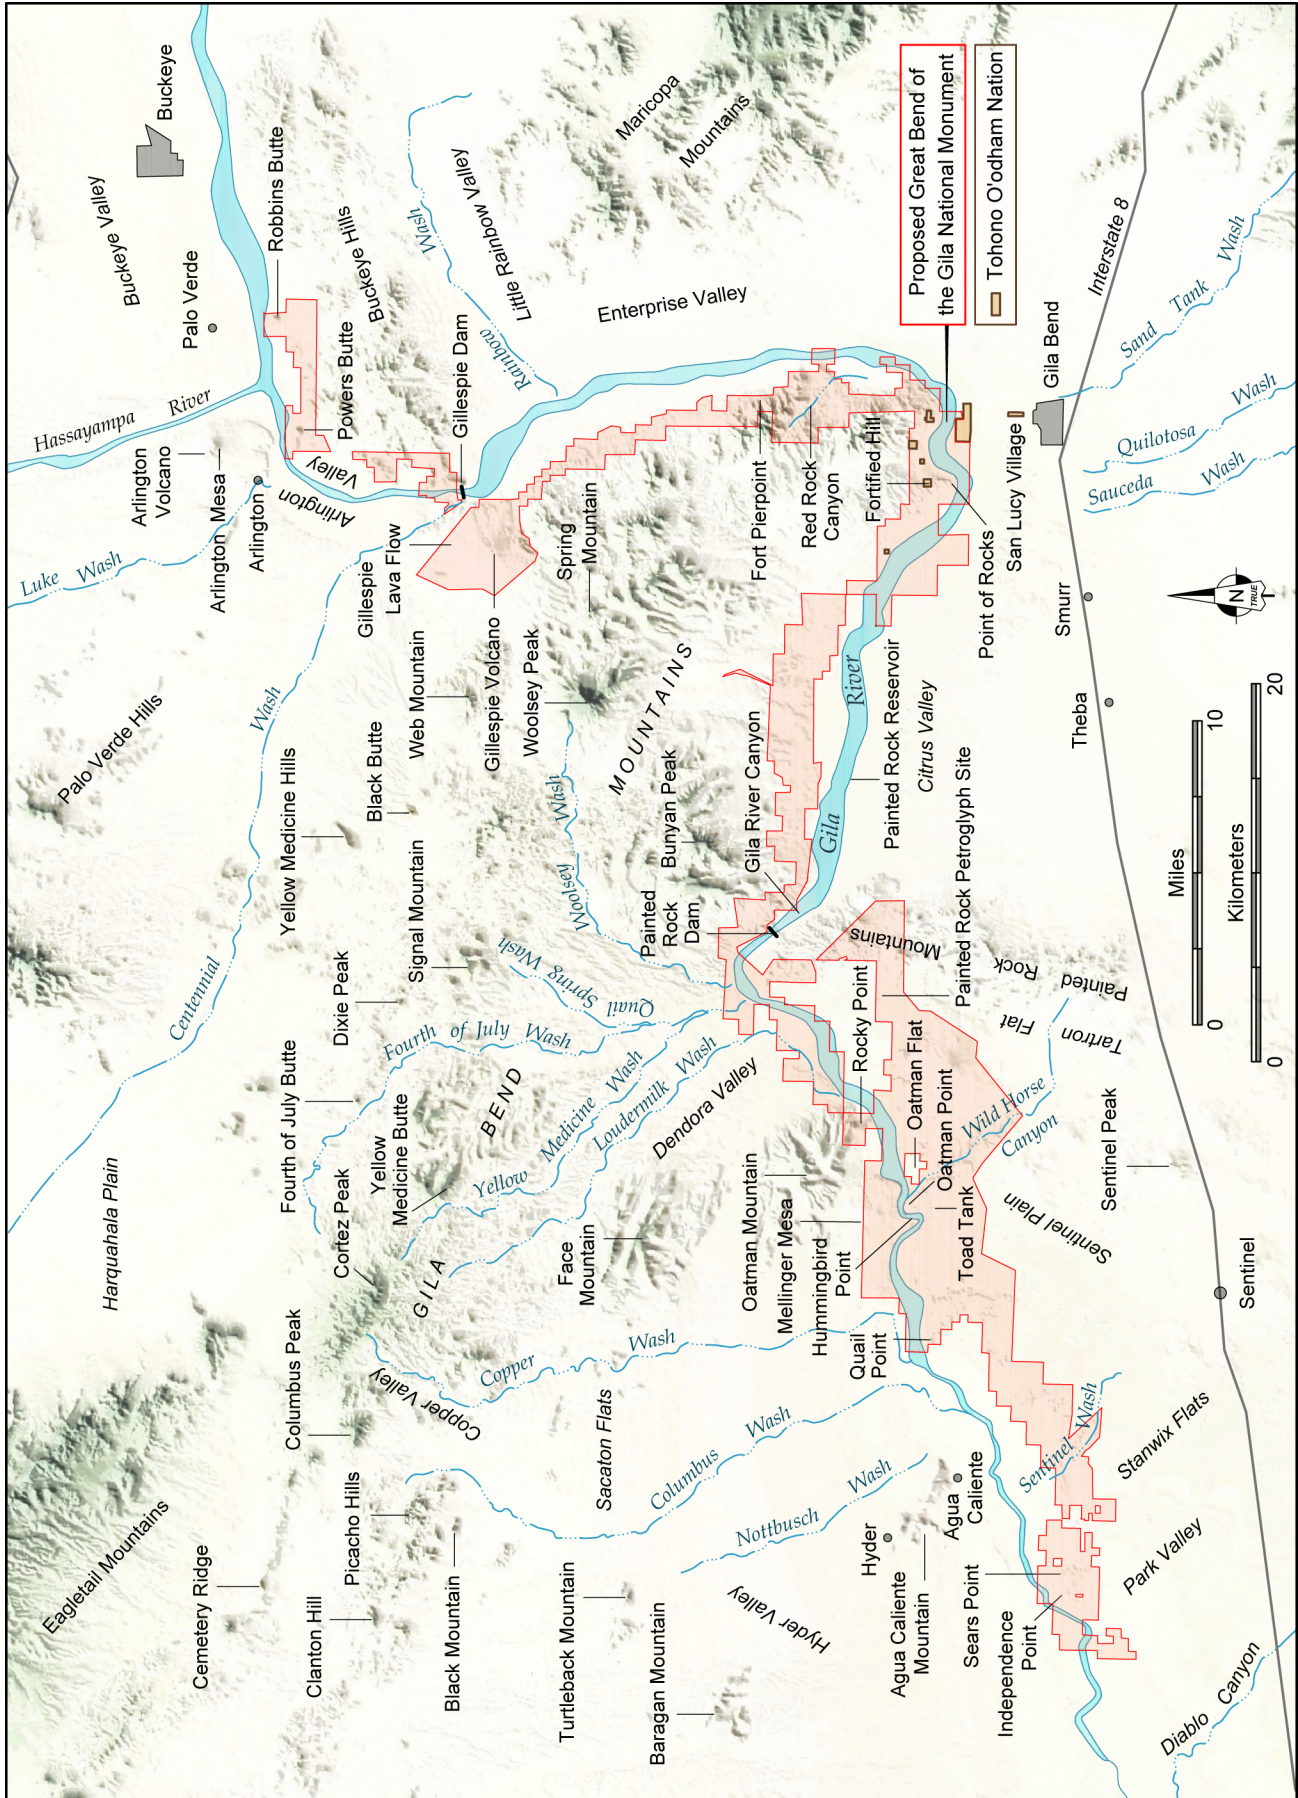 Eagletail Mountains
Cemetery Ridge
Clanton Hill
Picacho Hills
Black Mountain
Columbus Peak
Copper Valley
Turtleback Mountain
Baragan Mountain
Sacaton Flats
Hyder Valley
Nottbusch Wash
Columbus Wash
Copper Wash
Hyder
Agua Caliente
Mountain
Agua
Caliente
Sears Point
Independence
Point
Park Valley
Diablo Canyon
Stanwix Flats
Sentinel Wash
Harquahala Plain
Fourth of July Butte
Cortez Peak
Yellow
Medicine Butte
Dixie Peak
Signal Mountain
Fourth of July Wash
Quail Spring Wash
Yellow Medicine Wash
Loudermilk Wash
GILA
BEND
MOUNTAINS
Face
Mountain
Dendora Valley
Oatman Mountain
Mellinger Mesa
Hummingbird
Point
Quail
Point
Rocky Point
Oatman Flat
Oatman Point
Toad Tank
Wild Horse
Canyon
Sentinel Plain
Sentinel Peak
Sentinel
Tartron
Flat
Painted
Rock
Mountains
Painted Rock Petroglyph Site
Painted
Rock
Dam
Gila River Canyon
Bunyan Peak
Woolsey Wash
Woolsey Peak
Painted Rock Reservoir
Gila River
Citrus Valley
Centennial Wash
Palo Verde Hills
Yellow Medicine Hills
Black Butte
Web Mountain
Gillespie Volcano
Gillespie
Lava Flow
Spring
Mountain
Luke Wash
Hassayampa River
Arlington
Volcano
Arlington Mesa
Arlington
Arlington
Valley
Palo Verde
Buckeye Valley
Buckeye
Robbins Butte
Powers Butte
Buckeye Hills
Gillespie Dam
Rainbow Wash
Little Rainbow Valley
Enterprise Valley
Maricopa
Mountains
Fort Pierpoint
Red Rock
Canyon
Fortified Hill
Point of Rocks
San Lucy Village
Gila Bend
Smurr
Theba
Interstate 8
Sand Tank Wash
Quilotosa Wash
Sauceda Wash
Proposed Great Bend of
the Gila National Monument
Tohono O'odham Nation
N
TRUE
Miles
0
10
Kilometers
0
20